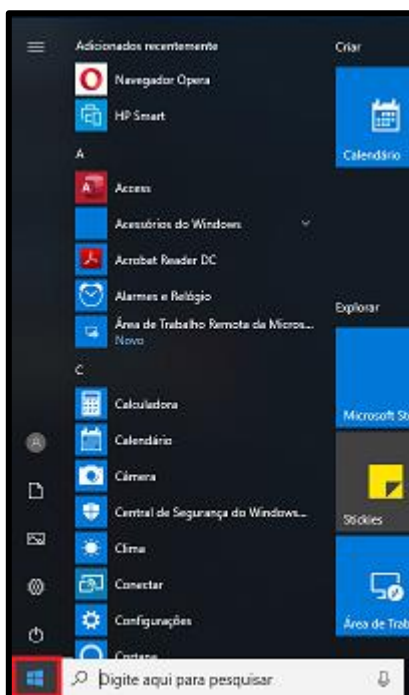 Adicionados recentemente
Navegador Opera
HP Smart
A
Access
Acessórios do Windows
Acrobat Reader DC
Alarmes e Relógio
Área de Trabalho Remota da Micros...
Novo
C
Calculadora
Calendário
Câmera
Central de Segurança do Windows...
Clima
Conectar
Configurações
Cortana
Digite aqui para pesquisar
Criar
Calendário
Explorar
Microsoft St
Stickies
Área de Trab